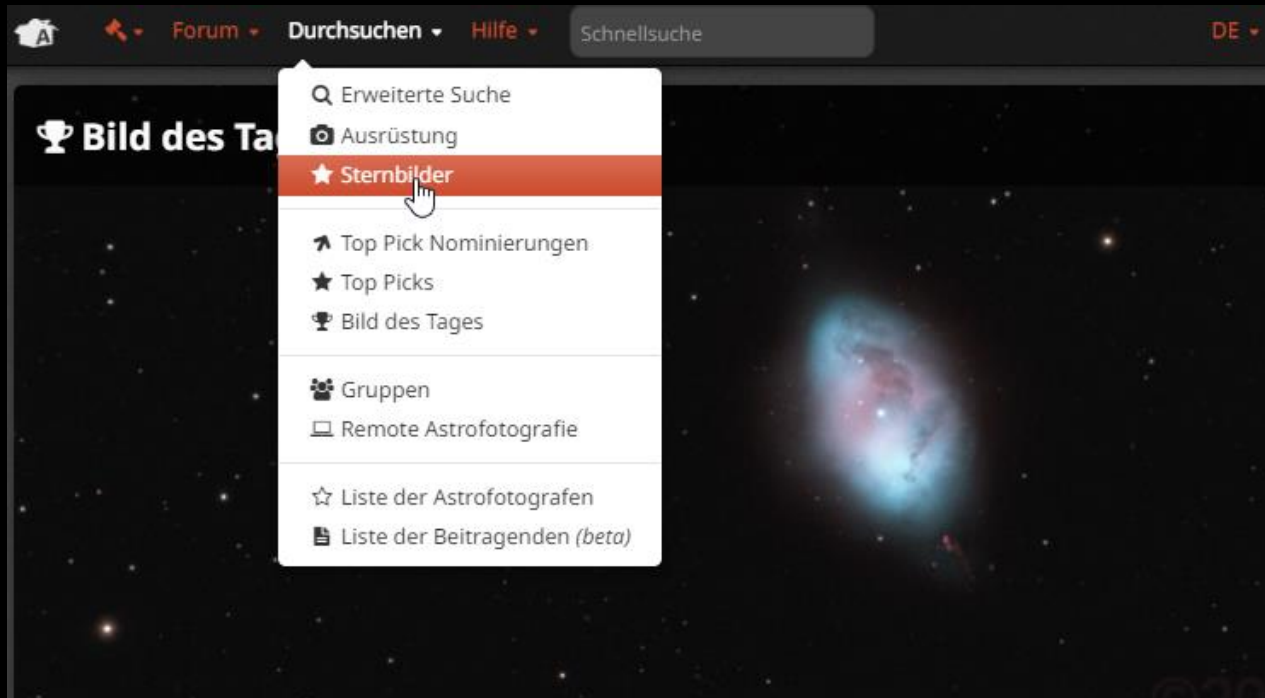 A
Forum Durchsuchen Hilfe Schnellsuche DE
Erweiterte Suche
Bild des Ta
Ausrüstung
Sternbilder
Top Pick Nominierungen
Top Picks
Bild des Tages
Gruppen
Remote Astrofotografie
Liste der Astrofotografen
Liste der Beitragenden (beta)